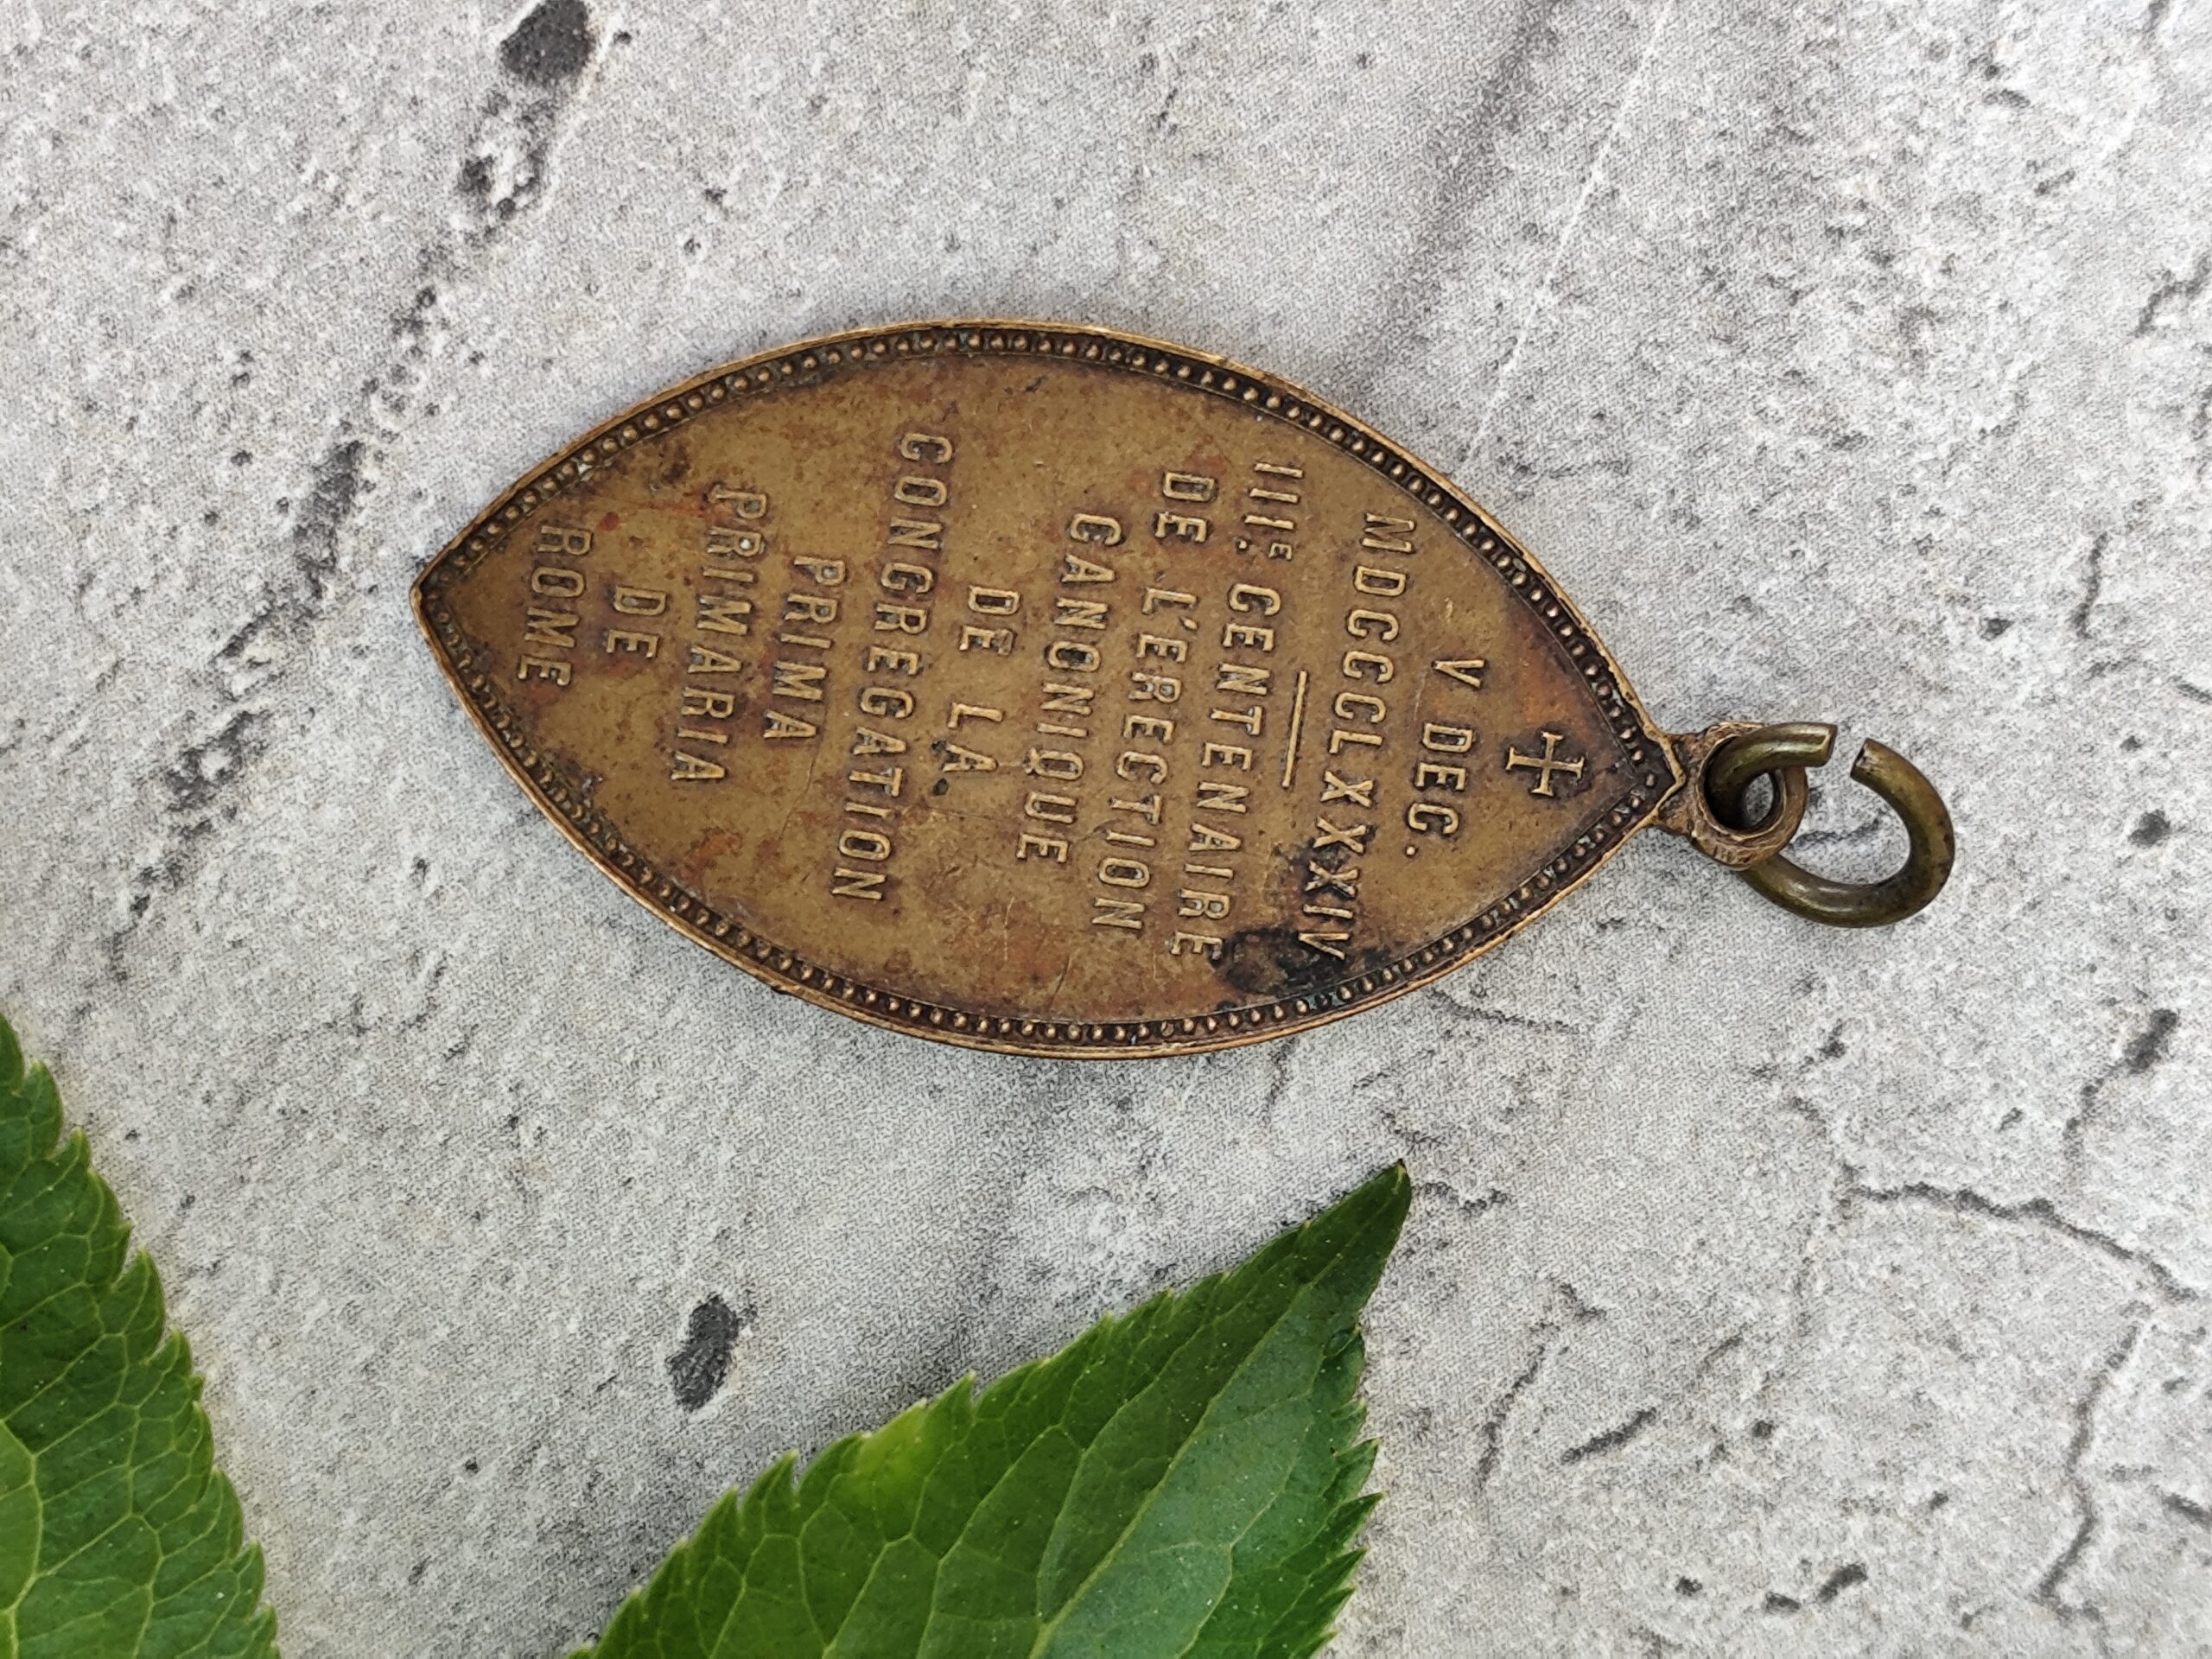 V DEC.
MDCCCLXXXIV
IIIE. CENTENAIRE
DE L'ERECTION
CANONIQUE
DE LA
CONGREGATION
PRIMA
PRIMARIA
DE
ROME